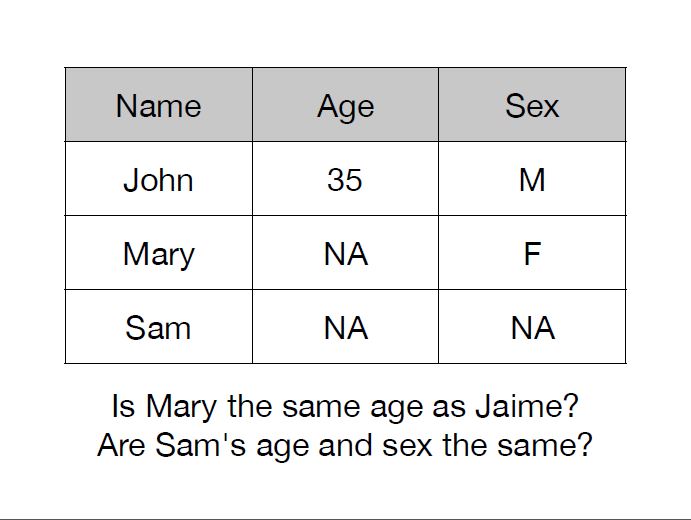 Name Age Sex
John 35 M
Mary NA F
Sam NA NA
Is Mary the same age as Jaime?
Are Sam's age and sex the same?